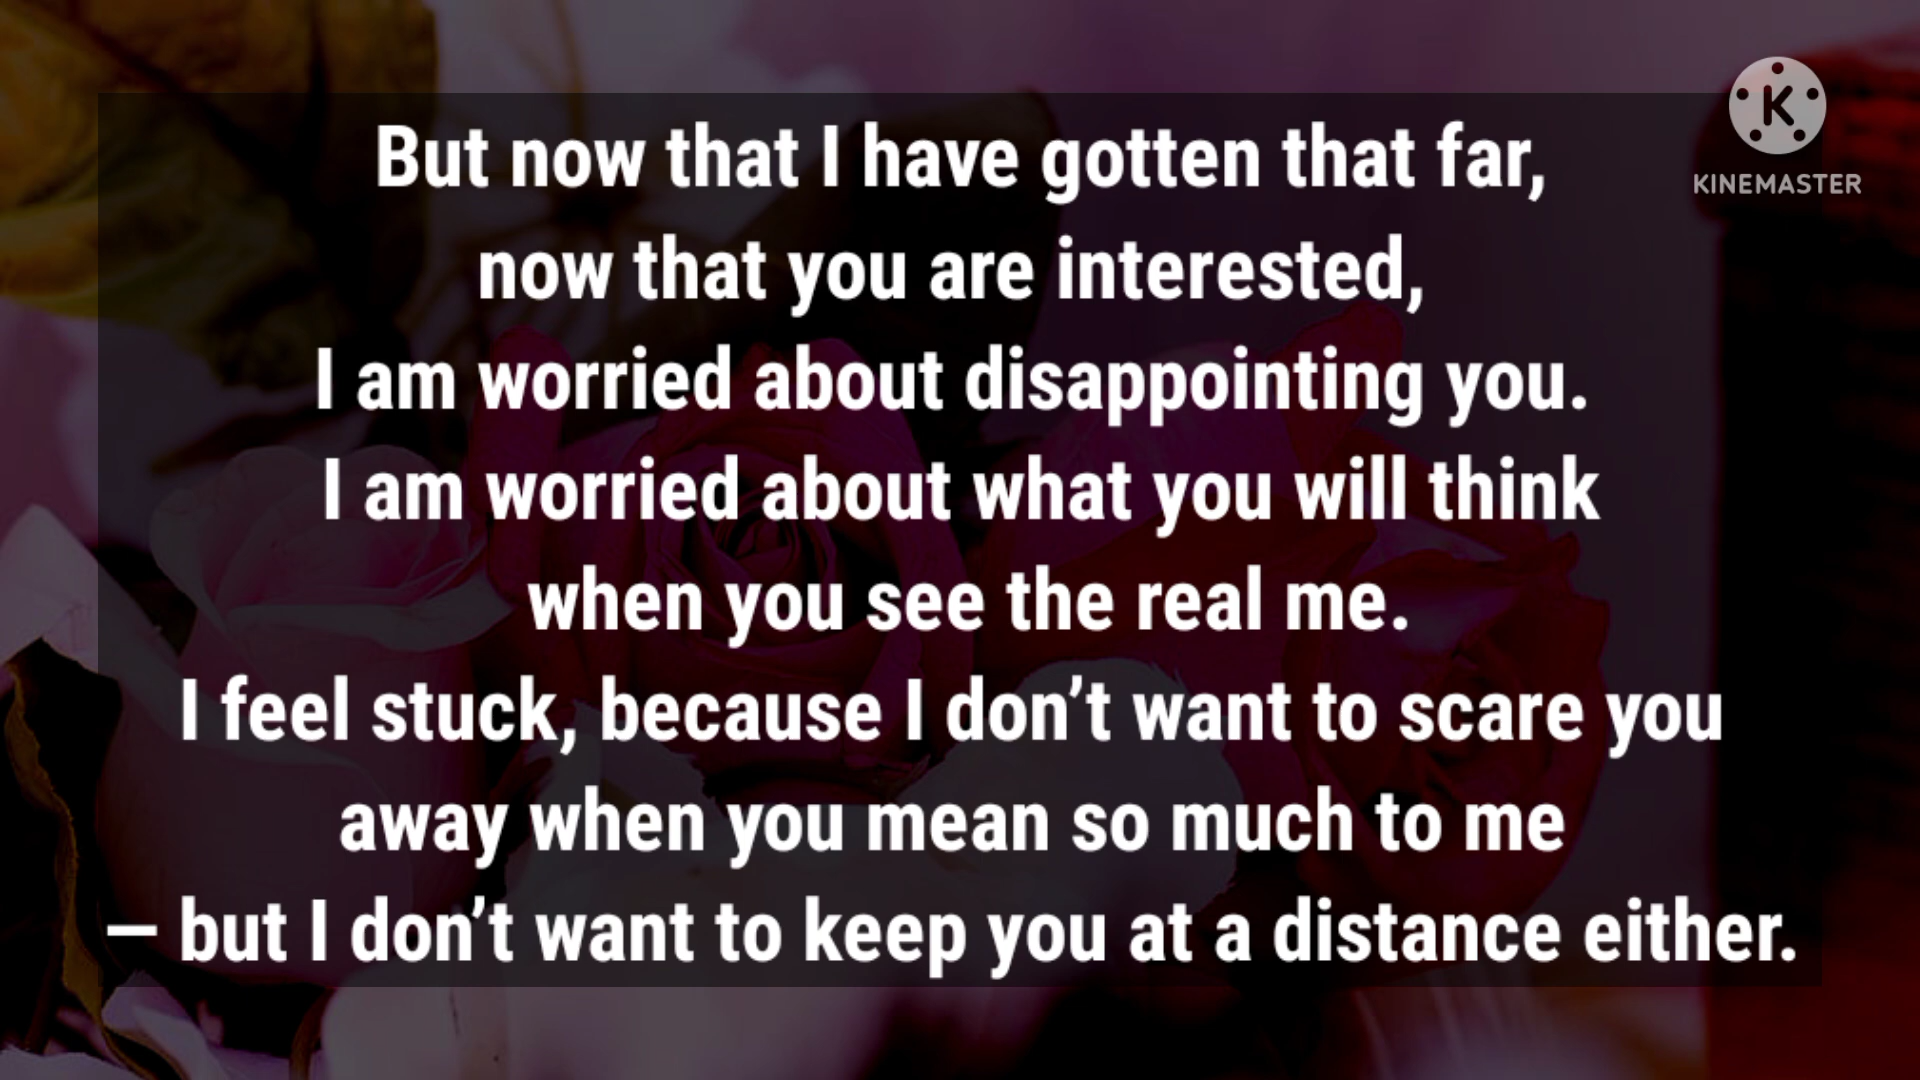 But now that I have gotten that far,
now that you are interested,
I am worried about disappointing you.
I am worried about what you will think
when you see the real me.
I feel stuck, because I don’t want to scare you
away when you mean so much to me
— but I don’t want to keep you at a distance either.
K
KINEMASTER